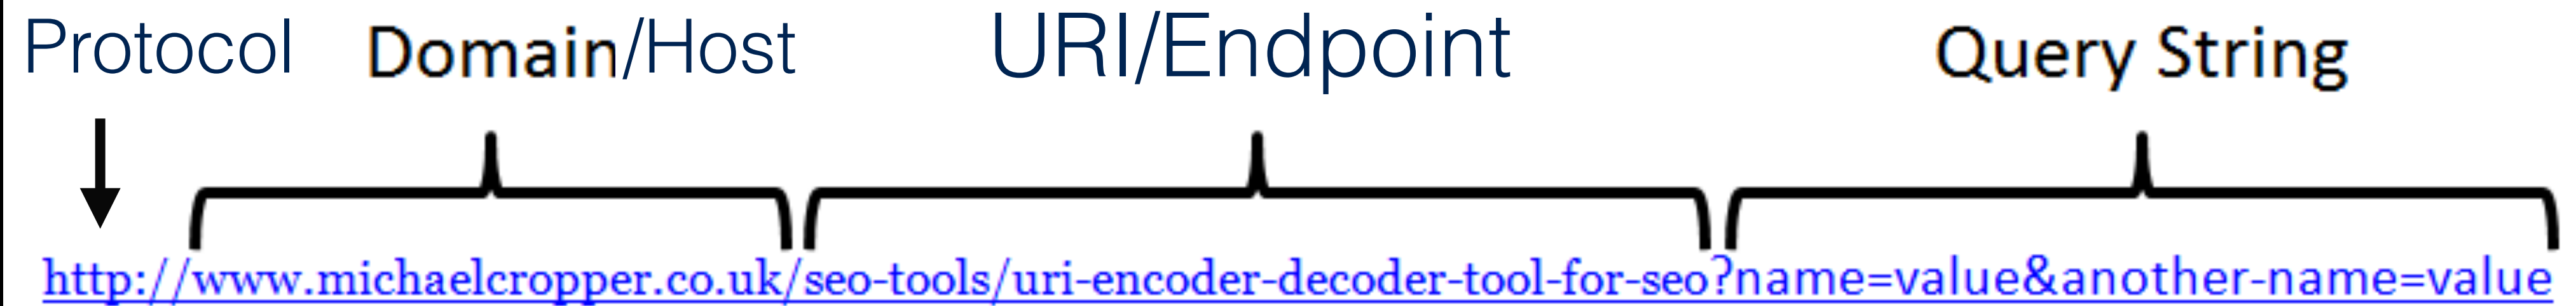 Protocol Domain/Host URI/Endpoint Query String
http://www.michaelcropper.co.uk/seo-tools/uri-encoder-decoder-tool-for-seo?name=value&another-name=value